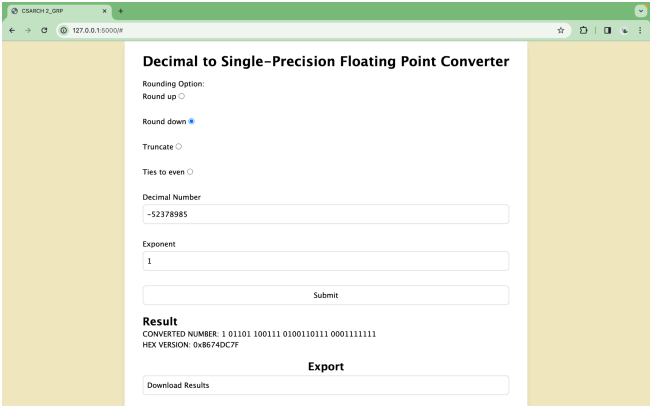 CSARCH 2_GRP
127.0.0.1:5000/#
Decimal to Single-Precision Floating Point Converter
Rounding Option:
Round up
Round down
Truncate
Ties to even
Decimal Number
-52378985
Exponent
1
Submit
Result
CONVERTED NUMBER: 1 01101 100111 0100110111 0001111111
HEX VERSION: 0xB674DC7F
Export
Download Results